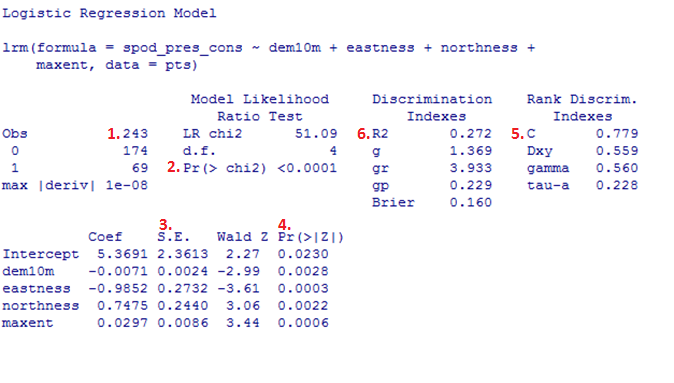 Logistic Regression Model
lrm(formula = spod_pres_cons ~ dem10m + eastness + northness +
maxent, data = pts)
Model Likelihood Discrimination Rank Discrim.
Ratio Test Indexes Indexes
Obs 1. 243 LR chi2 51.09 6. R2 0.272 5. C 0.779
0 174 d.f. 4 g 1.369 Dxy 0.559
1 69 2. Pr(> chi2) <0.0001 gr 3.933 gamma 0.560
max |deriv| 1e-08 gp 0.229 tau-a 0.228
Brier 0.160
3. 4.
Coef S.E. Wald Z Pr(>|Z|)
Intercept 5.3691 2.3613 2.27 0.0230
dem10m -0.0071 0.0024 -2.99 0.0028
eastness -0.9852 0.2732 -3.61 0.0003
northness 0.7475 0.2440 3.06 0.0022
maxent 0.0297 0.0086 3.44 0.0006